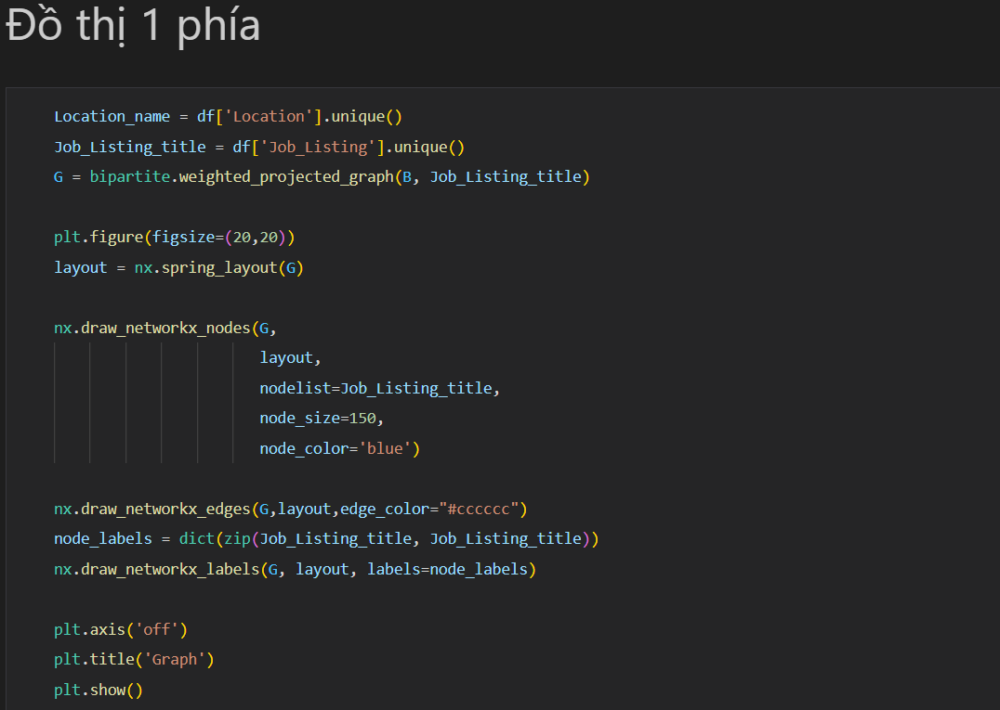 Đồ thị 1 phía
Location_name = df['Location'].unique()
Job_Listing_title = df['Job_Listing'].unique()
G = bipartite.weighted_projected_graph(B, Job_Listing_title)
plt.figure(figsize=(20,20))
layout = nx.spring_layout(G)
nx.draw_networkx_nodes(G,
layout,
nodelist=Job_Listing_title,
node_size=150,
node_color='blue')
nx.draw_networkx_edges(G,layout,edge_color="#cccccc")
node_labels = dict(zip(Job_Listing_title, Job_Listing_title))
nx.draw_networkx_labels(G, layout, labels=node_labels)
plt.axis('off')
plt.title('Graph')
plt.show()